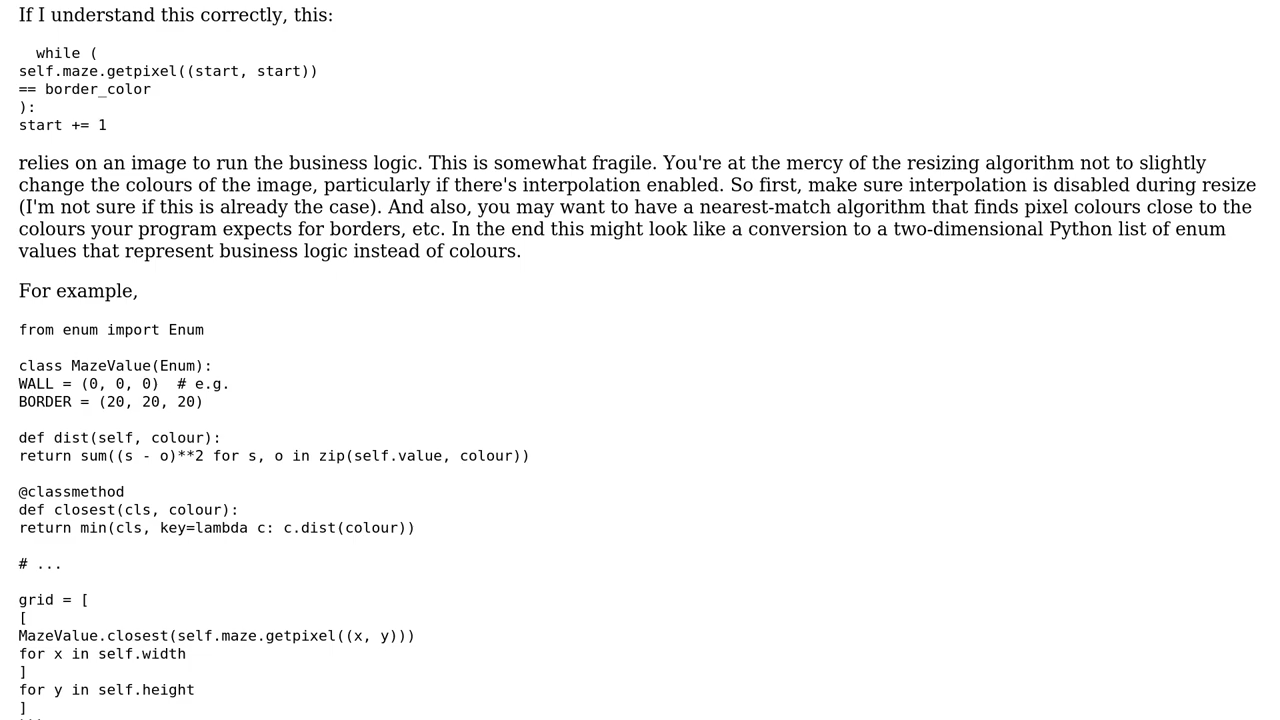 If I understand this correctly, this:
while (
self.maze.getpixel((start, start))
== border_color
):
start += 1
relies on an image to run the business logic. This is somewhat fragile. You're at the mercy of the resizing algorithm not to slightly
change the colours of the image, particularly if there's interpolation enabled. So first, make sure interpolation is disabled during resize
(I'm not sure if this is already the case). And also, you may want to have a nearest-match algorithm that finds pixel colours close to the
colours your program expects for borders, etc. In the end this might look like a conversion to a two-dimensional Python list of enum
values that represent business logic instead of colours.
For example,
from enum import Enum
class MazeValue(Enum):
WALL = (0, 0, 0)  # e.g.
BORDER = (20, 20, 20)
def dist(self, colour):
return sum((s - o)**2 for s, o in zip(self.value, colour))
@classmethod
def closest(cls, colour):
return min(cls, key=lambda c: c.dist(colour))
# ...
grid = [
[
MazeValue.closest(self.maze.getpixel((x, y)))
for x in self.width
]
for y in self.height
]